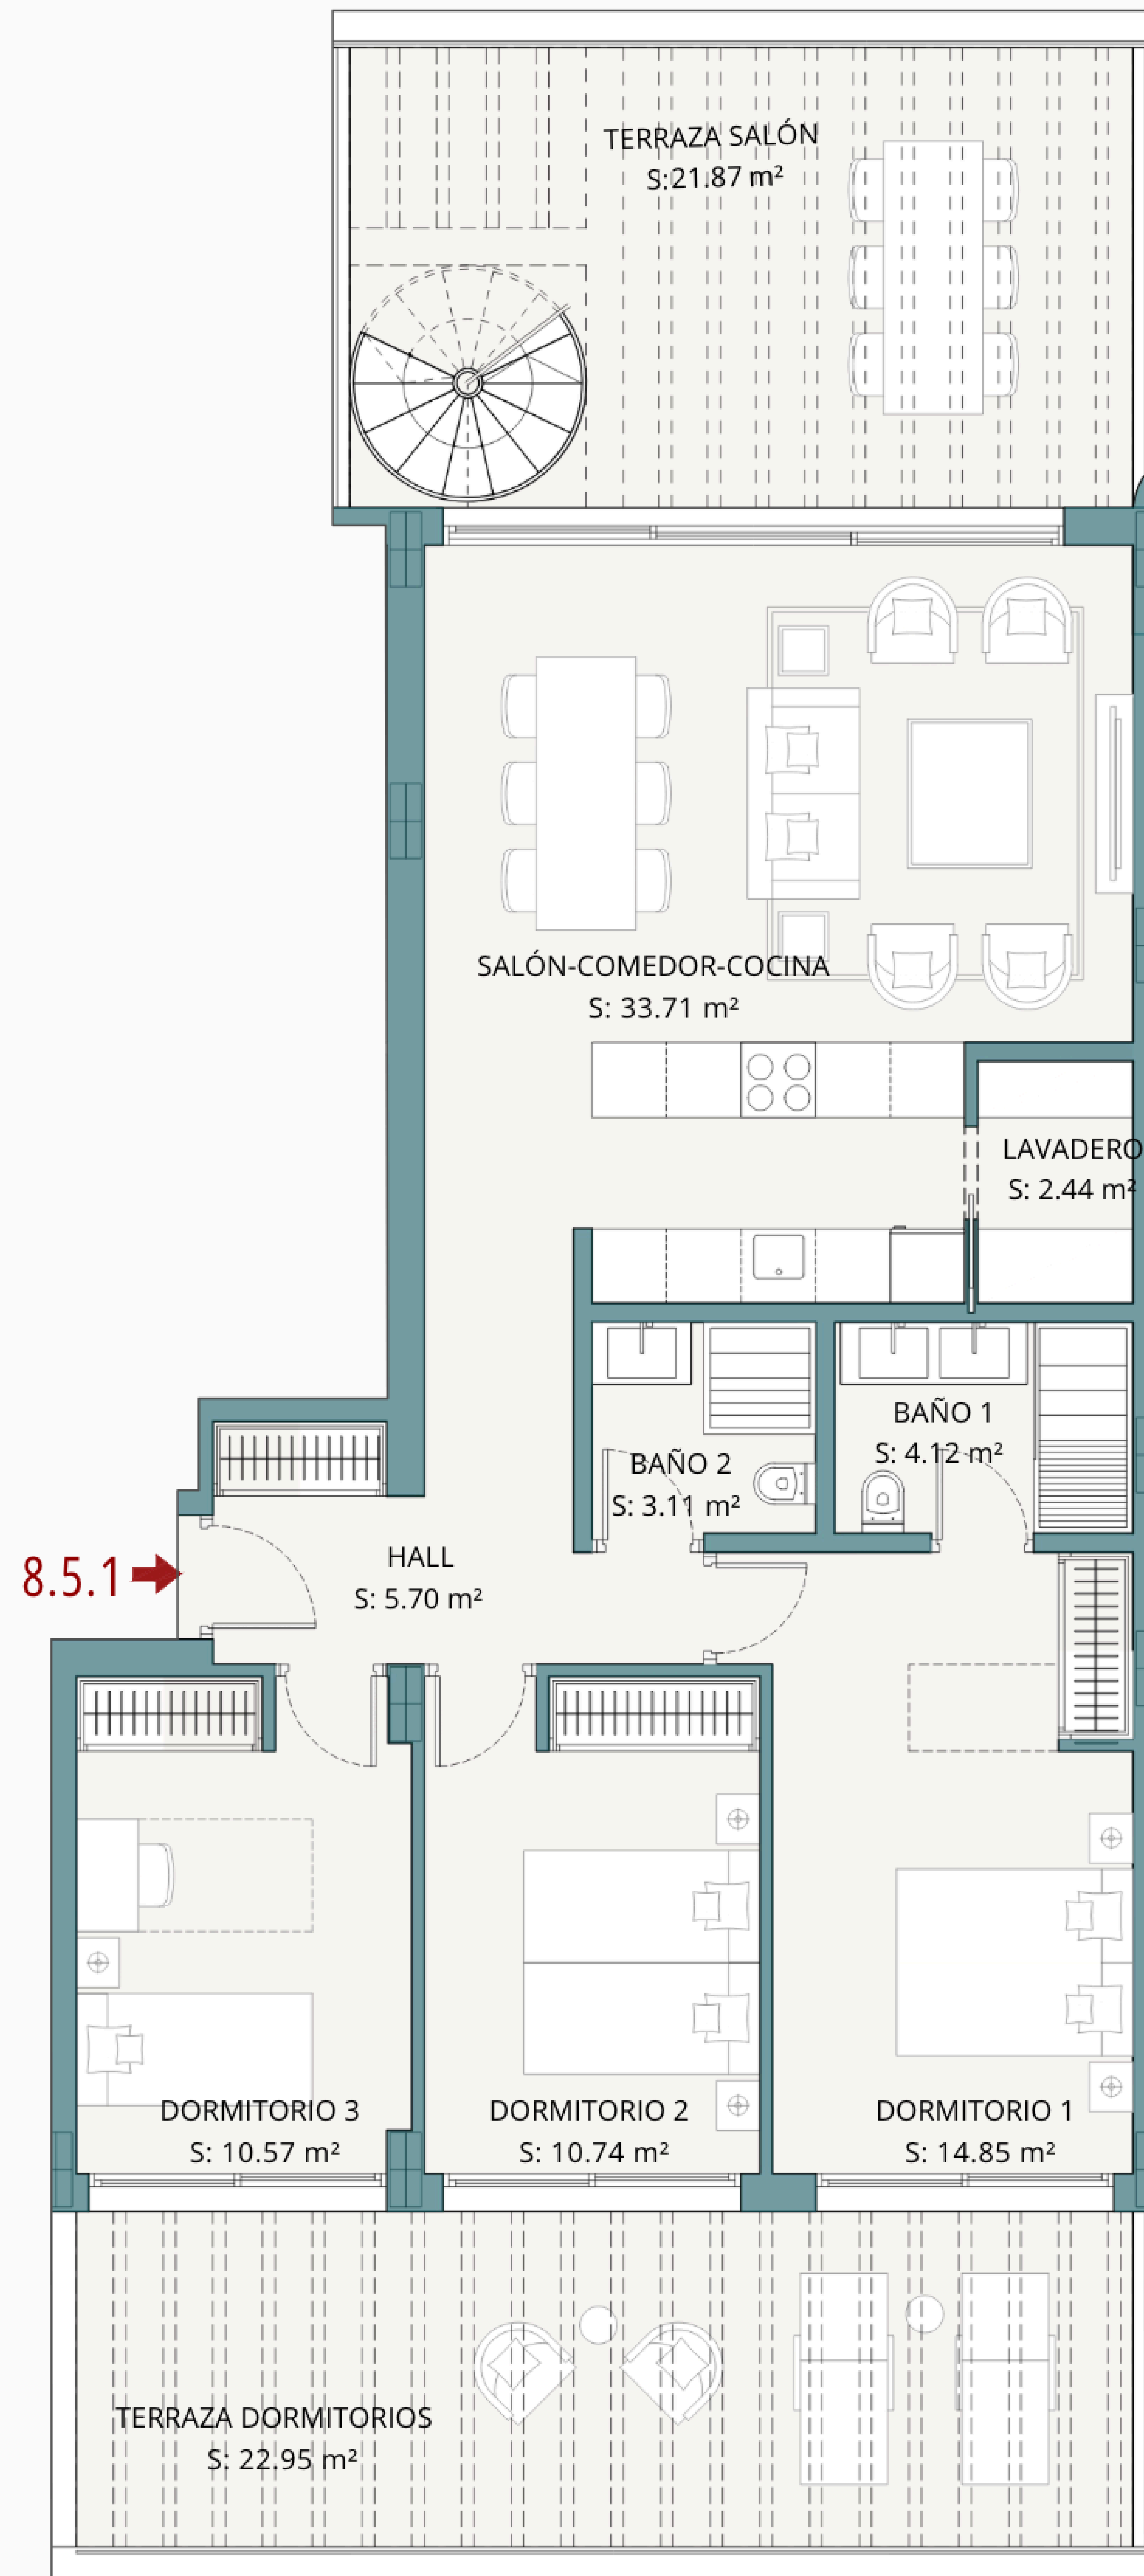 TERRAZA SALÓN
S:21.87 m²
SALÓN-COMEDOR-COCINA
S: 33.71 m²
LAVADERO
S: 2.44 m²
BAÑO 1
S: 4.12 m²
BAÑO 2
S: 3.11 m²
HALL
S: 5.70 m²
8.5.1
DORMITORIO 3
S: 10.57 m²
DORMITORIO 2
S: 10.74 m²
DORMITORIO 1
S: 14.85 m²
TERRAZA DORMITORIOS
S: 22.95 m²